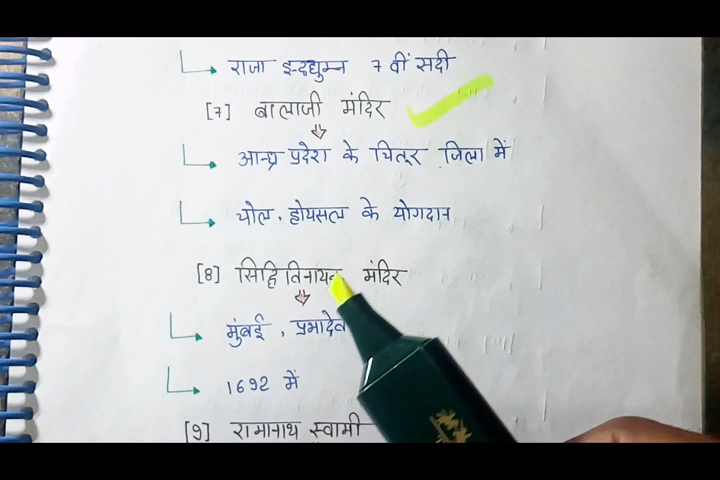 राजा इन्द्रद्युम्न 7 वीं सदी
[7] बालाजी मंदिर
आन्ध्र प्रदेश के चितूर जिला में
चोल, होयसल के योगदान
[8] सिद्दिविनायक मंदिर
मुंबई, प्रभादेव
1692 में
[9] रामानाथ स्वामी